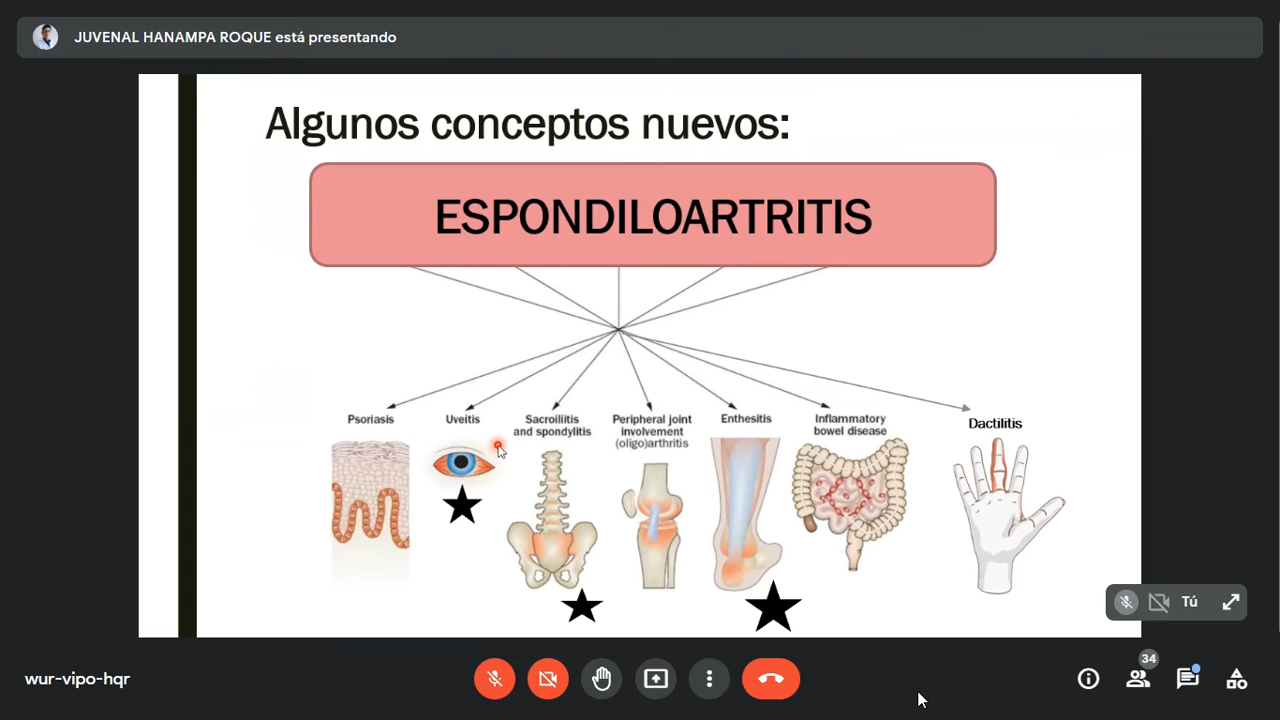 JUVENAL HANAMPA ROQUE está presentando
Algunos conceptos nuevos:
ESPONDILOARTRITIS
Psoriasis
Uveitis
Sacroiliitis
and spondylitis
Peripheral joint
involvement
(oligo)arthritis
Enthesitis
Inflammatory
bowel disease
Dactilitis
Tú
34
wur-vipo-hqr